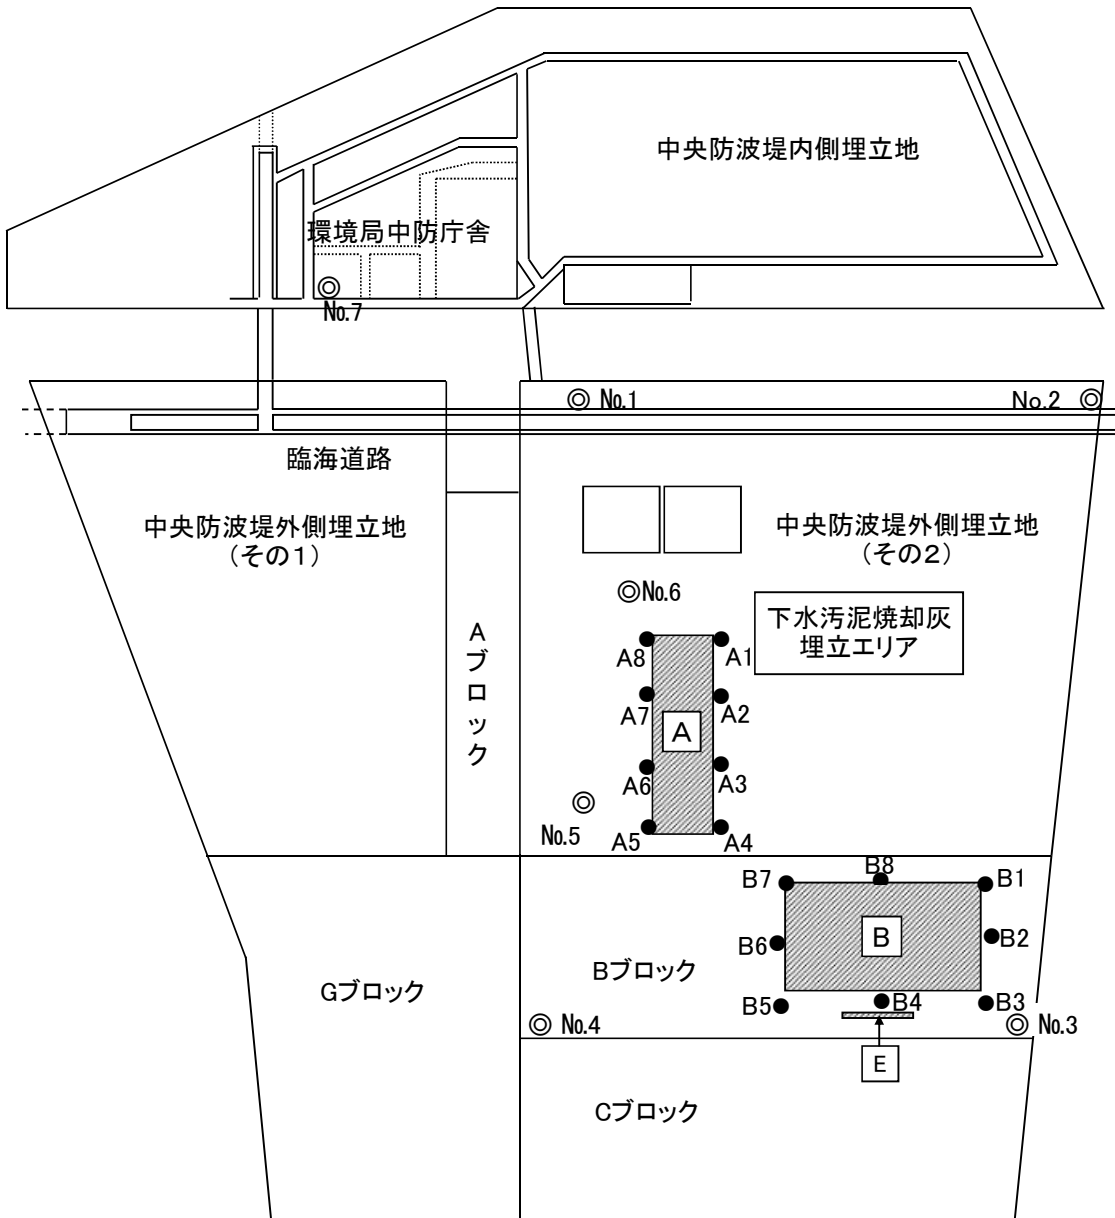 中央防波堤内側埋立地
環境局中防庁舎
No.7
No.1
No.2
臨海道路
中央防波堤外側埋立地
(その1)
中央防波堤外側埋立地
(その2)
No.6
下水汚泥焼却灰
埋立エリア
Aブロック
A8
A1
A7
A2
A
A6
A3
No.5
A5
A4
B7
B8
B1
B6
B
B2
Bブロック
Gブロック
B5
B4
B3
No.4
No.3
E
Cブロック